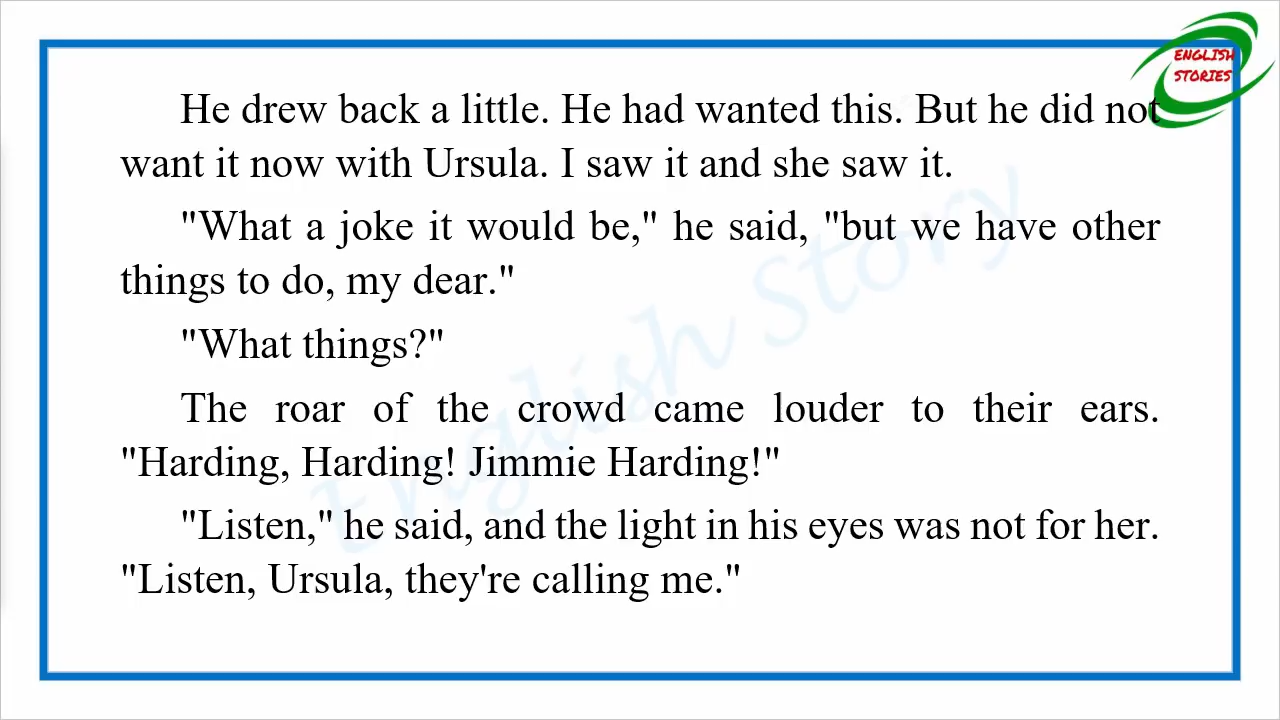 ENGLISH
STORIES
He drew back a little. He had wanted this. But he did not
want it now with Ursula. I saw it and she saw it.
"What a joke it would be," he said, "but we have other
things to do, my dear."
"What things?"
The roar of the crowd came louder to their ears.
"Harding, Harding! Jimmie Harding!"
"Listen," he said, and the light in his eyes was not for her.
"Listen, Ursula, they're calling me."
English Story